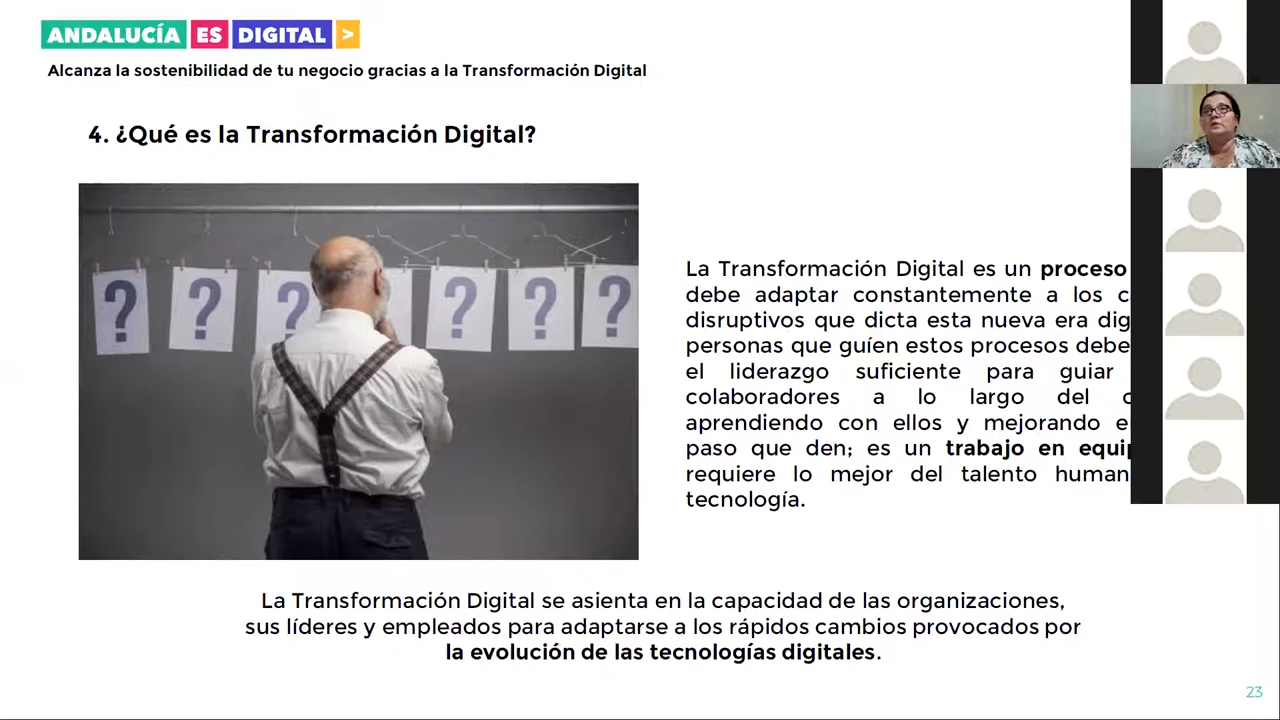 ANDALUCÍA ES DIGITAL >
Alcanza la sostenibilidad de tu negocio gracias a la Transformación Digital
4. ¿Qué es la Transformación Digital?
? ? ? ? ? ?
La Transformación Digital es un proceso
debe adaptar constantemente a los
disruptivos que dicta esta nueva era
personas que guíen estos procesos
el liderazgo suficiente para guiar
colaboradores a lo largo del
aprendiendo con ellos y mejorando
paso que den; es un trabajo en
requiere lo mejor del talento
tecnología.
La Transformación Digital se asienta en la capacidad de las organizaciones,
sus líderes y empleados para adaptarse a los rápidos cambios provocados por
la evolución de las tecnologías digitales.
23